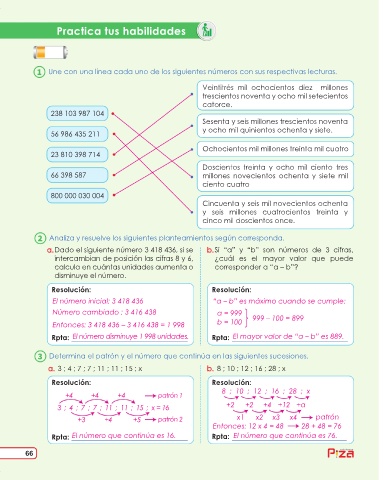 Practica tus habilidades
1 Une con una línea cada uno de los siguientes números con sus respectivas lecturas.
238 103 987 104
56 986 435 211
23 810 398 714
66 398 587
800 000 030 004
Veintitrés mil ochocientos diez millones
trescientos noventa y ocho mil setecientos
catorce.
Sesenta y seis millones trescientos noventa
y ocho mil quinientos ochenta y siete.
Ochocientos mil millones treinta mil cuatro
Doscientos treinta y ocho mil ciento tres
millones novecientos ochenta y siete mil
ciento cuatro
Cincuenta y seis mil novecientos ochenta
y seis millones cuatrocientos treinta y
cinco mil doscientos once.
2 Analiza y resuelve los siguientes planteamientos según corresponda.
a. Dado el siguiente número 3 418 436, si se
intercambian de posición las cifras 8 y 6,
calcula en cuántas unidades aumenta o
disminuye el número.
Resolución:
El número inicial: 3 418 436
Número cambiado : 3 416 438
Entonces: 3 418 436 – 3 416 438 = 1 998
Rpta: El número disminuye 1 998 unidades.
b. Si "a" y "b" son números de 3 cifras,
¿cuál es el mayor valor que puede
corresponder a "a – b"?
Resolución:
"a – b" es máximo cuando se cumple:
a = 999
b = 100
999 – 100 = 899
Rpta: El mayor valor de "a – b" es 889.
3 Determina el patrón y el número que continúa en las siguientes sucesiones.
a. 3 ; 4 ; 7 ; 7 ; 11 ; 11 ; 15 ; x
Resolución:
+4 +4 +4 → patrón 1
3 ; 4 ; 7 ; 7 ; 11 ; 11 ; 15 ; x = 16
+3 +4 +5 → patrón 2
Rpta: El número que continúa es 16.
b. 8 ; 10 ; 12 ; 16 ; 28 ; x
Resolución:
8 ; 10 ; 12 ; 16 ; 28 ; x
+2 +2 +4 +12 +a
x1 x2 x3 x4 → patrón
Entonces: 12 x 4 = 48 → 28 + 48 = 76
Rpta: El número que continúa es 76.
66